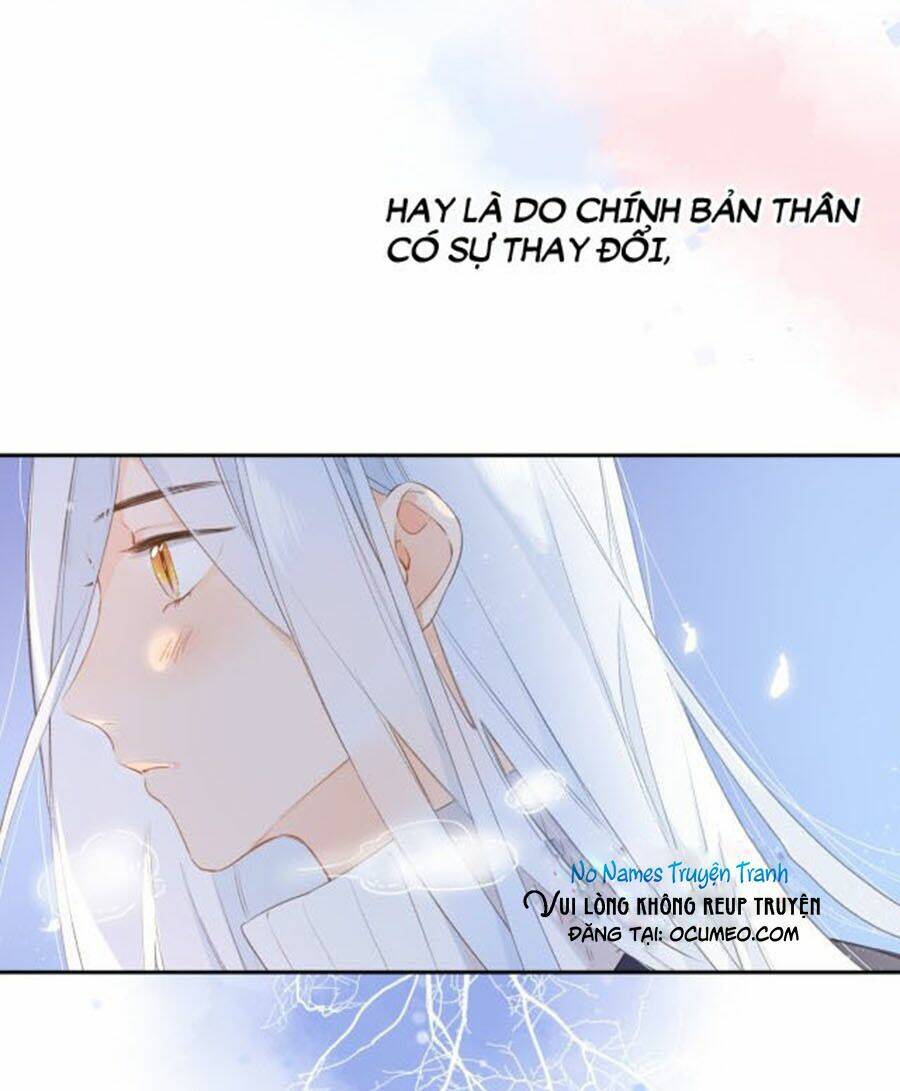 HAY LÀ DO CHÍNH BẢN THÂN
CÓ SỰ THAY ĐỔI,
No Names Truyện Tranh
VUI LÒNG KHÔNG REUP TRUYỆN
ĐĂNG TẠI: OCUMEO.COM